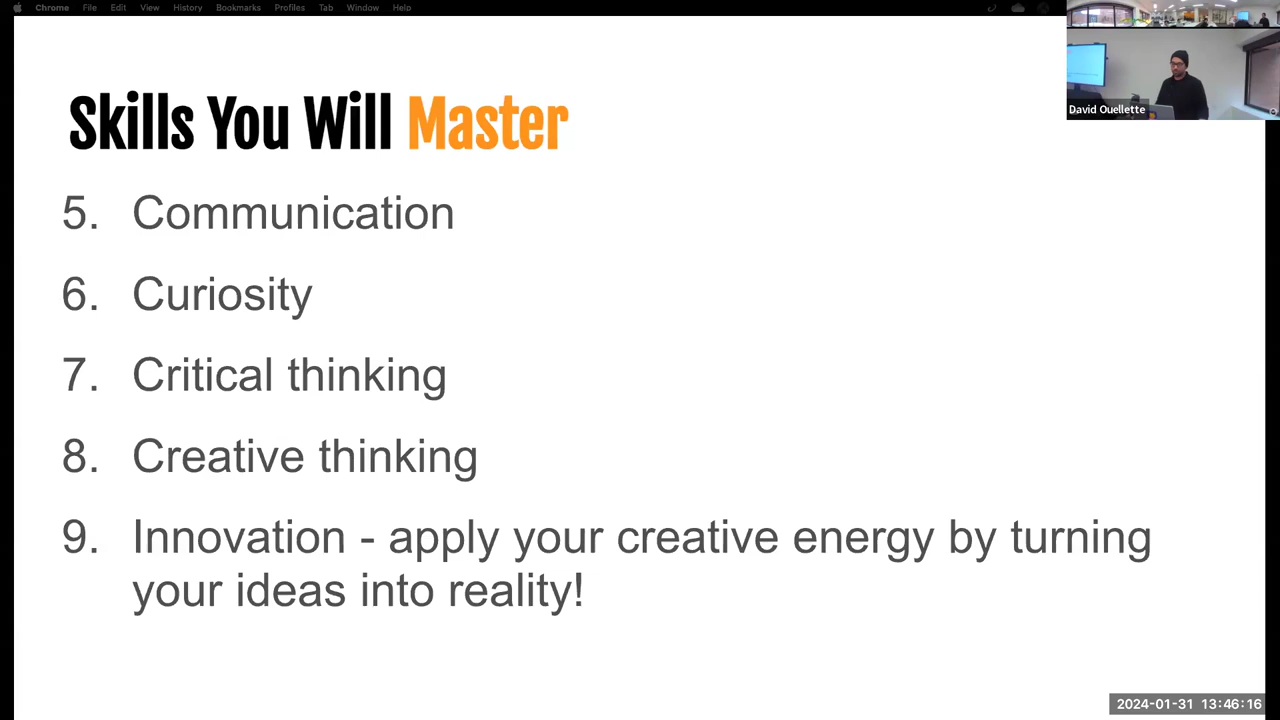 Chrome File Edit View History Bookmarks Profiles Tab Window Help
David Ouellette
Skills You Will Master
5. Communication
6. Curiosity
7. Critical thinking
8. Creative thinking
9. Innovation - apply your creative energy by turning
your ideas into reality!
2024-01-31 13:46:16